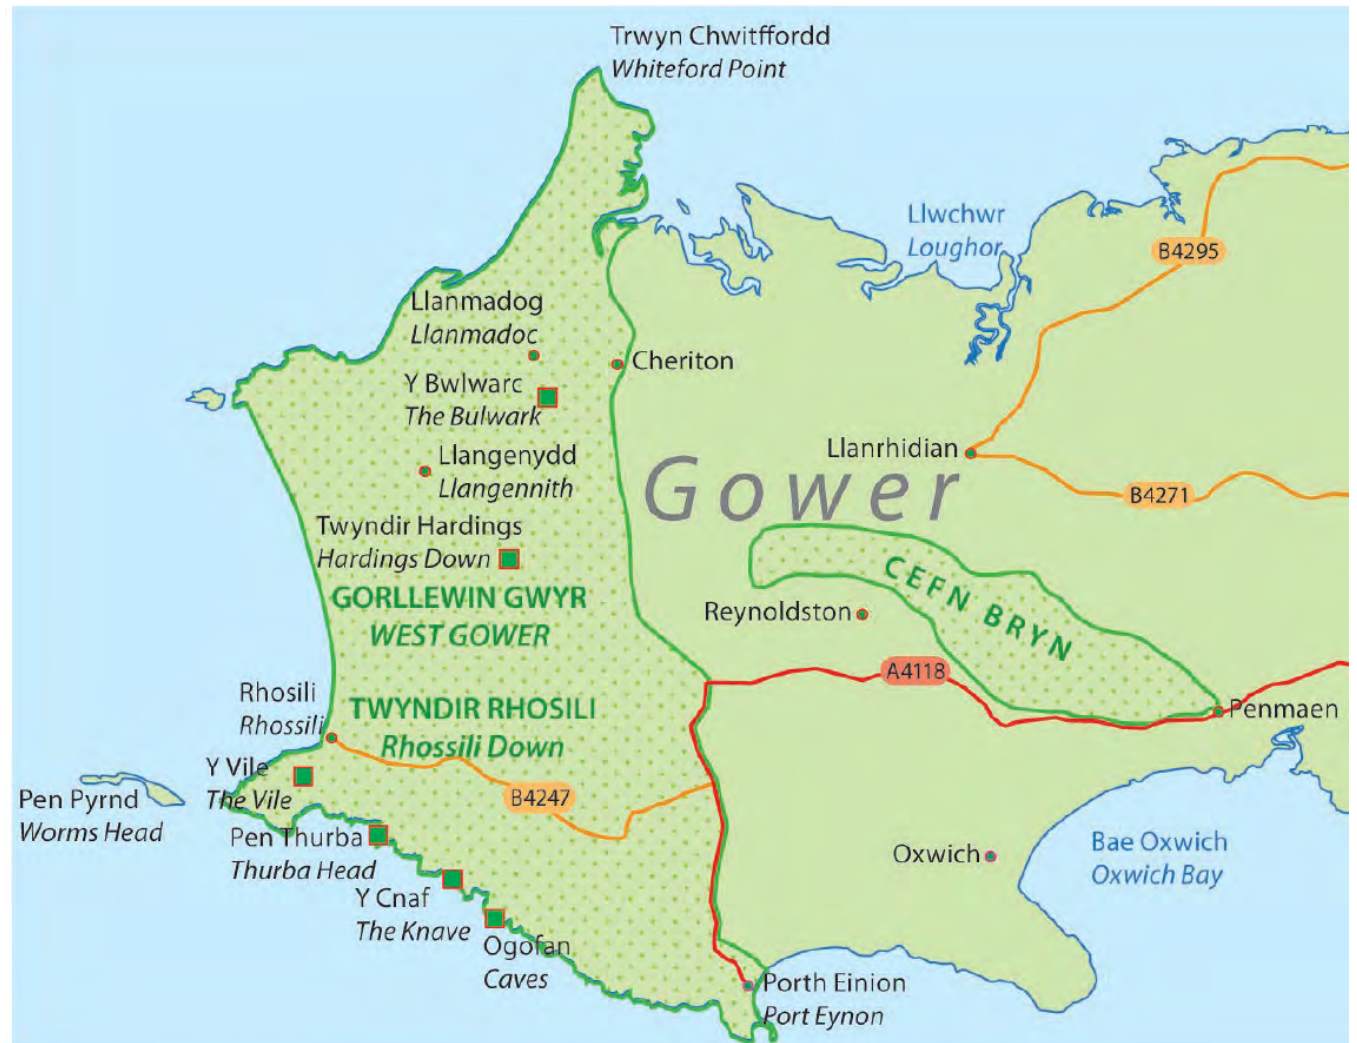 Trwyn Chwitffordd
Whiteford Point
Llwchwr
Loughor
B4295
Llanmadog
Llanmadoc
Cheriton
Y Bwlwarc
The Bulwark
Llanrhidian
Llangenydd
Llangennith
Gower
B4271
Twyndir Hardings
Hardings Down
CEFN BRYN
GORLLEWIN GWYR
WEST GOWER
Reynoldston
A4118
Rhosili
Rhossili
TWYNDIR RHOSILI
Rhossili Down
Penmaen
Y Vile
The Vile
B4247
Pen Pyrnd
Worms Head
Pen Thurba
Thurba Head
Bae Oxwich
Oxwich Bay
Oxwich
Y Cnaf
The Knave
Ogofan
Caves
Porth Einion
Port Eynon